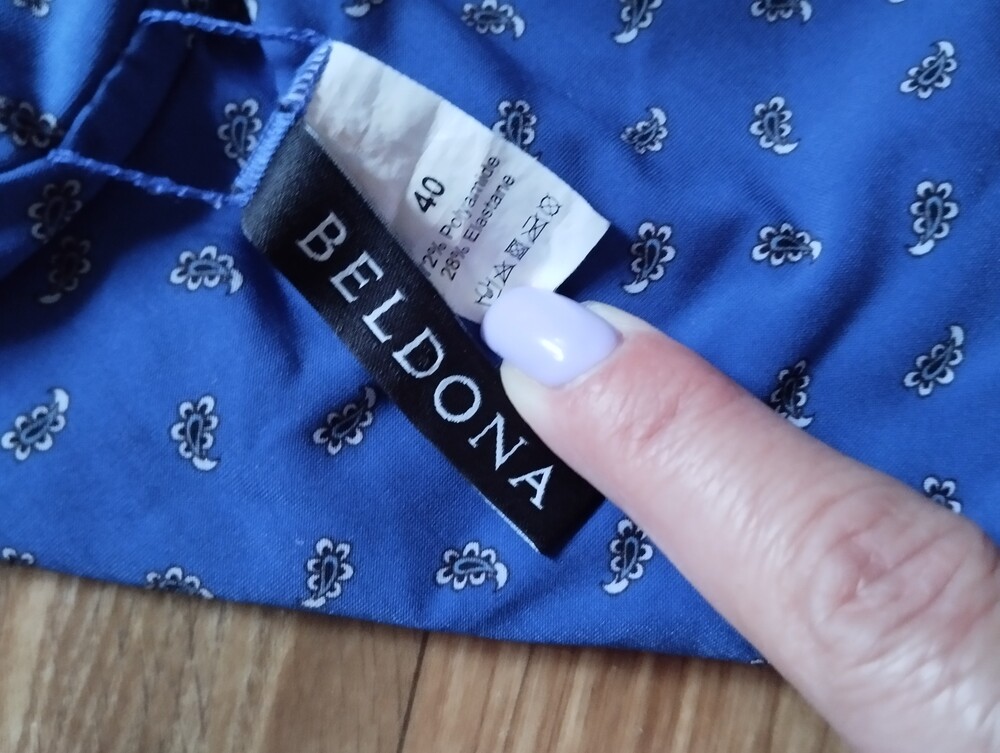 BELDONA
40
72% Polyamide
28% Elastane